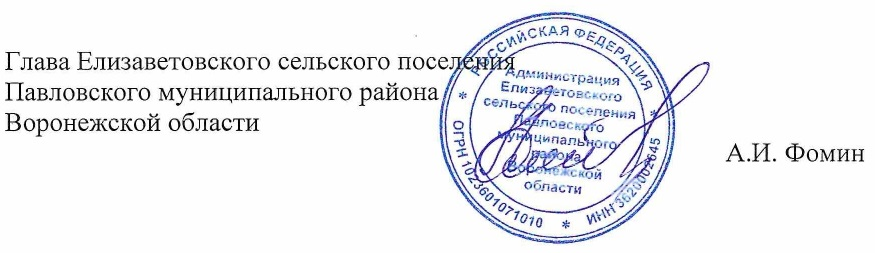 Глава Елизаветовского сельского поселения
Павловского муниципального района
Воронежской области
А.И. Фомин
РОССИЙСКАЯ ФЕДЕРАЦИЯ
Администрация
Елизаветовского
сельского поселения
Павловского
муниципального
района
Воронежской
области
* ОГРН 1023601071010 * ИНН 3620002645 *